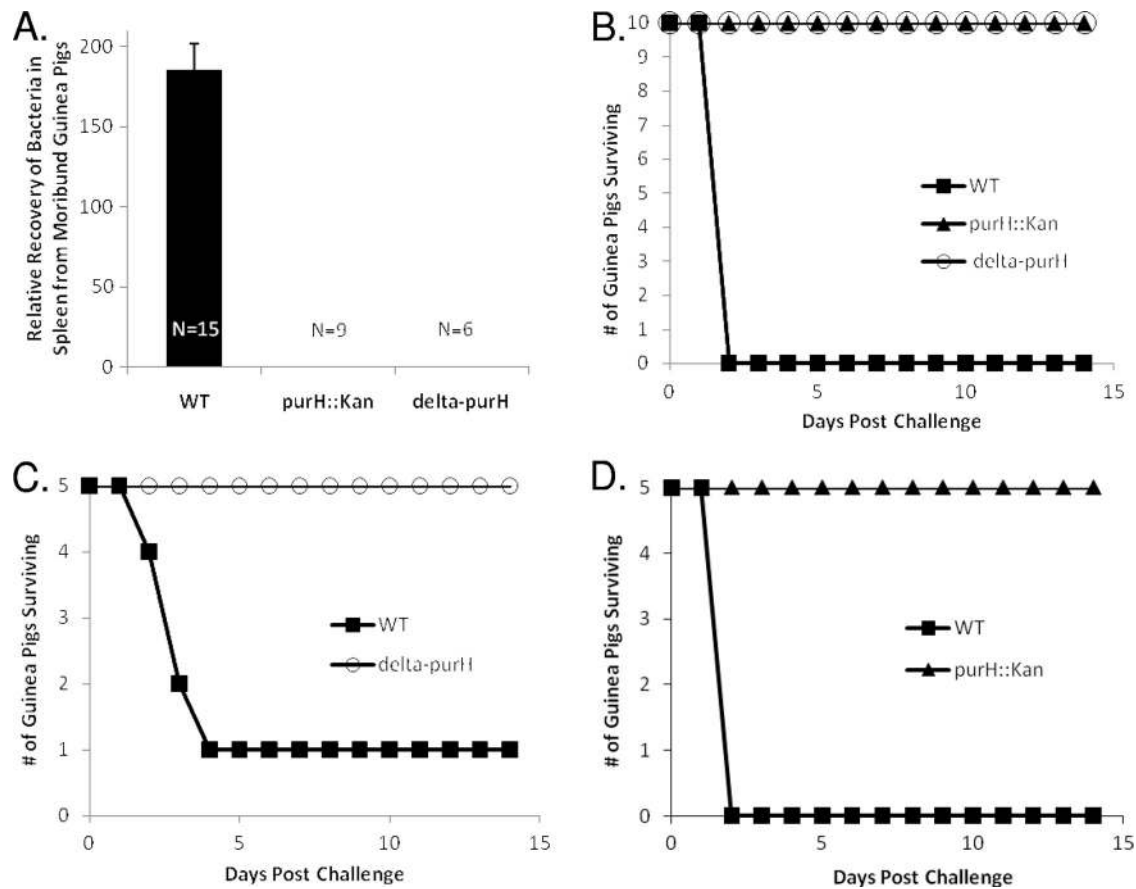 A.
Relative Recovery of Bacteria in
Spleen from Moribund Guinea Pigs
200
150
100
50
0
N=15
N=9
N=6
WT
purH::Kan
delta-purH
B.
# of Guinea Pigs Surviving
10
9
8
7
6
5
4
3
2
1
0
WT
purH::Kan
delta-purH
0
5
10
15
Days Post Challenge
C.
# of Guinea Pigs Surviving
5
4
3
2
1
0
WT
delta-purH
0
5
10
15
Days Post Challenge
D.
# of Guinea Pigs Surviving
5
4
3
2
1
0
WT
purH::Kan
0
5
10
15
Days Post Challenge